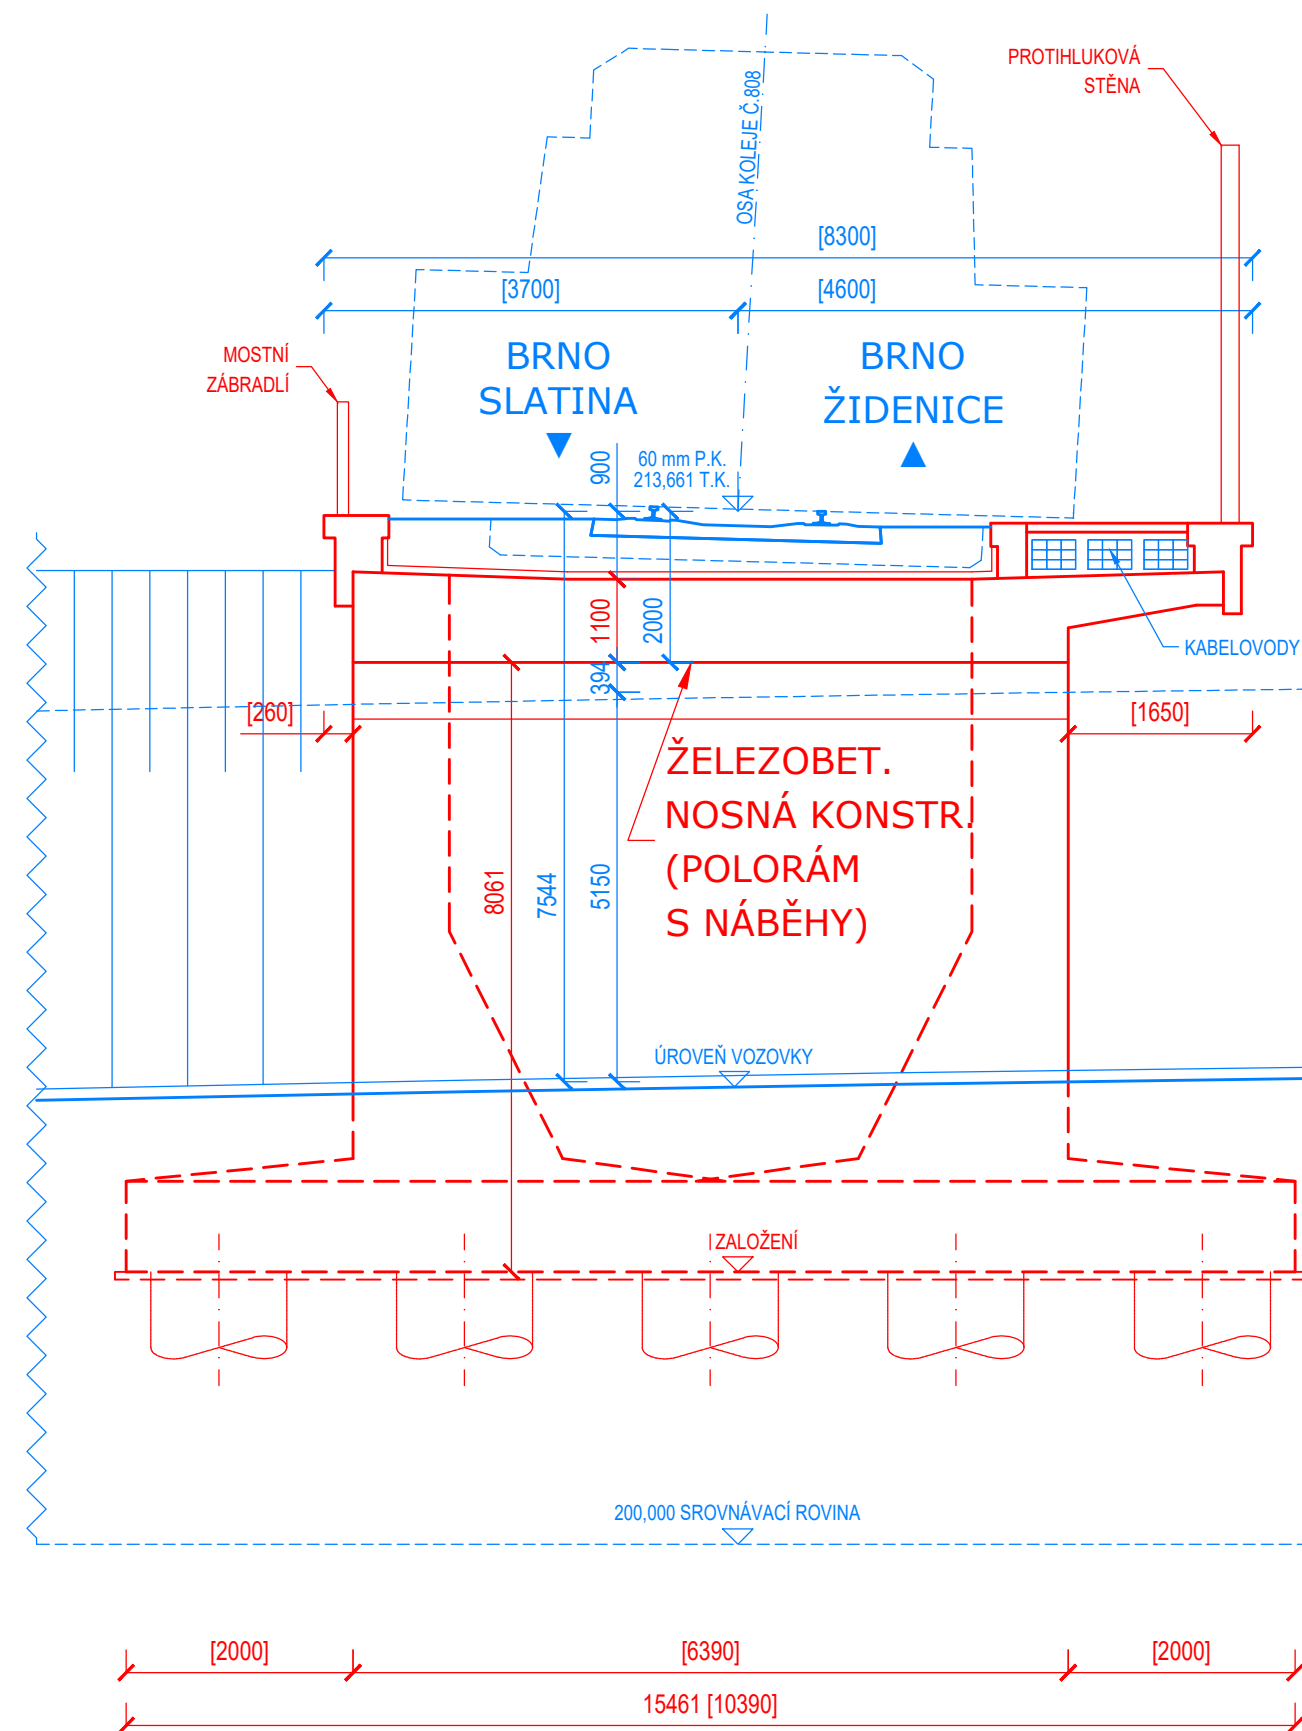 PROTIHLUKOVÁ
STĚNA
OSA KOLEJE Č.808
[8300]
[3700]
[4600]
MOSTNÍ
ZÁBRADLÍ
BRNO
SLATINA
BRNO
ŽIDENICE
900
60 mm P.K.
213,661 T.K.
1100
2000
KABELOVODY
394
[260]
[1650]
ŽELEZOBET.
NOSNÁ KONSTR.
(POLORÁM
S NÁBĚHY)
8061
7544
5150
ÚROVEŇ VOZOVKY
ZALOŽENÍ
200,000 SROVNÁVACÍ ROVINA
[2000]
[6390]
[2000]
15461 [10390]